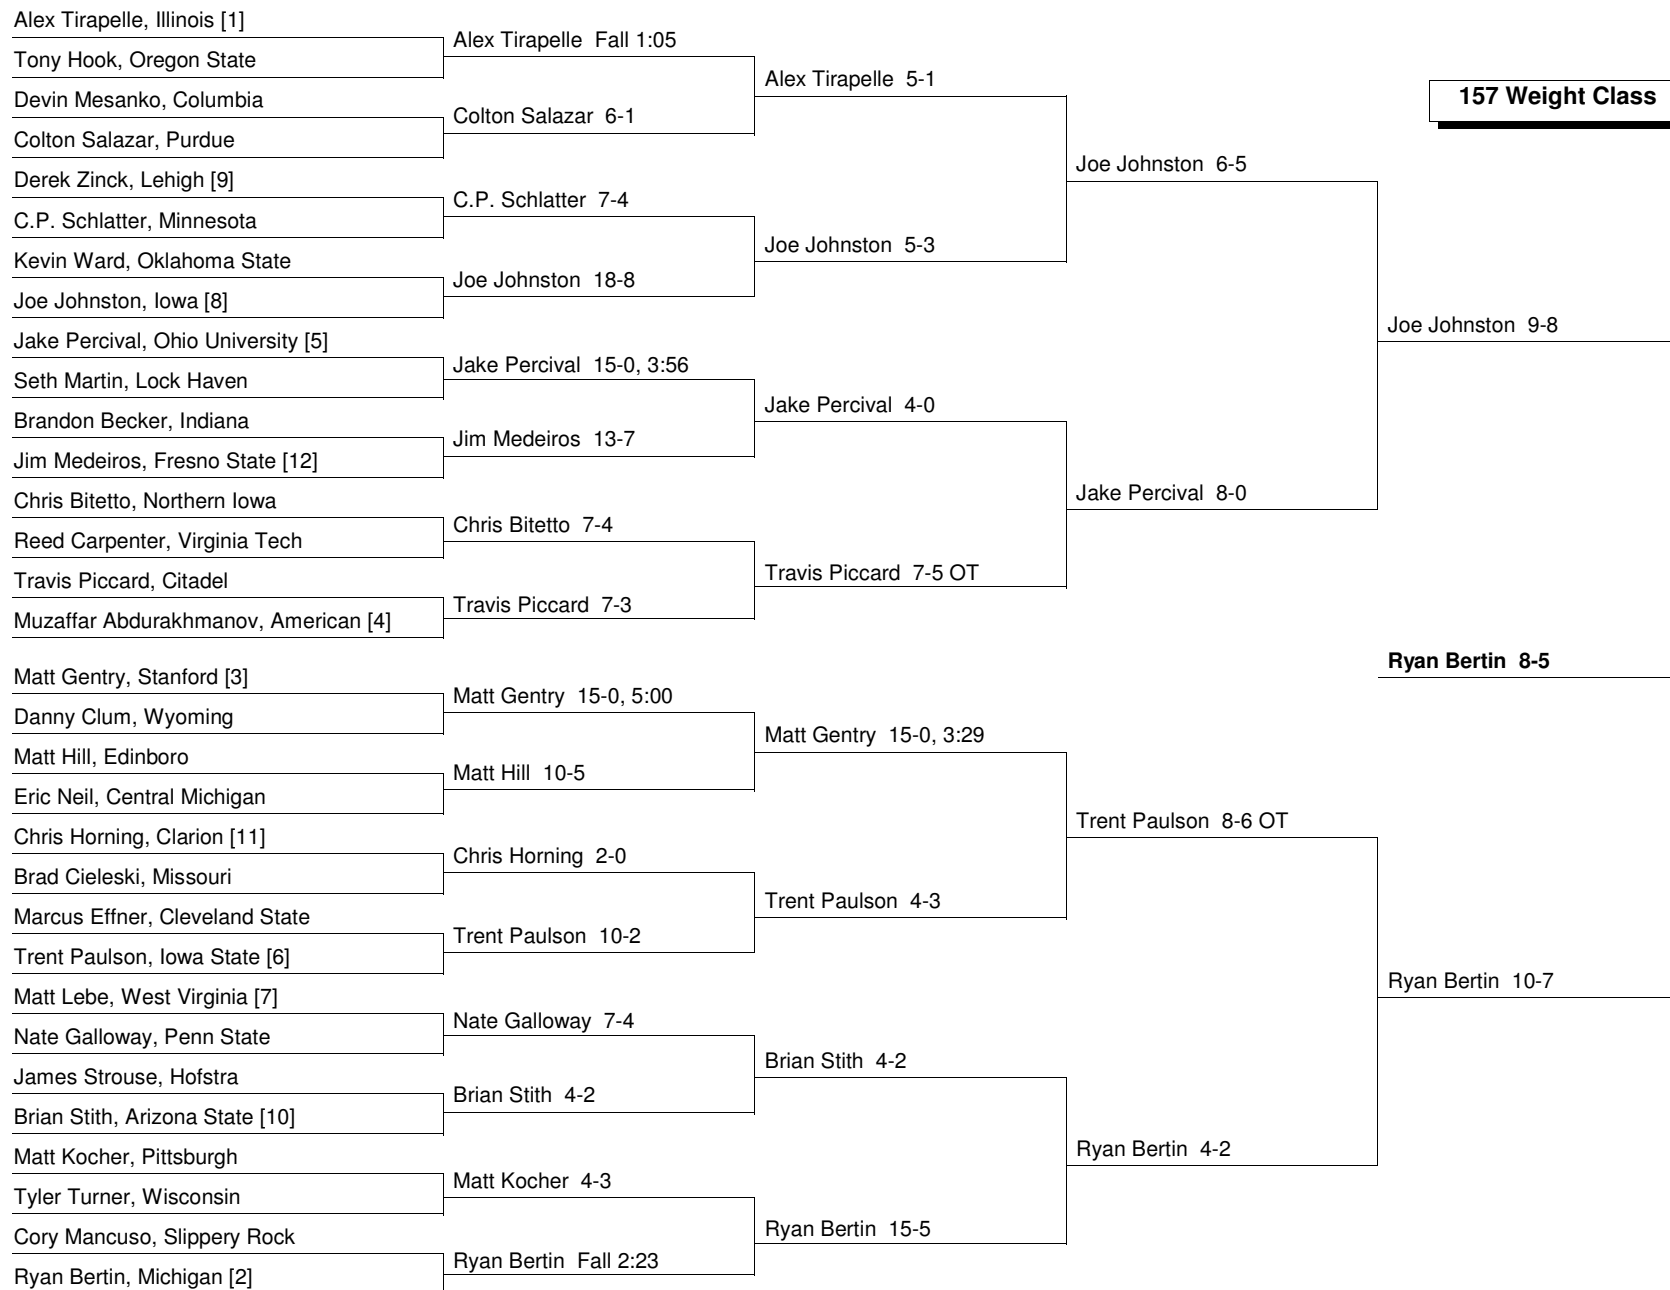 Alex Tirapelle, Illinois [1]
Tony Hook, Oregon State
Devin Mesanko, Columbia
Colton Salazar, Purdue
Derek Zinck, Lehigh [9]
C.P. Schlatter, Minnesota
Kevin Ward, Oklahoma State
Joe Johnston, Iowa [8]
Jake Percival, Ohio University [5]
Seth Martin, Lock Haven
Brandon Becker, Indiana
Jim Medeiros, Fresno State [12]
Chris Bitetto, Northern Iowa
Reed Carpenter, Virginia Tech
Travis Piccard, Citadel
Muzaffar Abdurakhmanov, American [4]
Matt Gentry, Stanford [3]
Danny Clum, Wyoming
Matt Hill, Edinboro
Eric Neil, Central Michigan
Chris Horning, Clarion [11]
Brad Cieleski, Missouri
Marcus Effner, Cleveland State
Trent Paulson, Iowa State [6]
Matt Lebe, West Virginia [7]
Nate Galloway, Penn State
James Strouse, Hofstra
Brian Stith, Arizona State [10]
Matt Kocher, Pittsburgh
Tyler Turner, Wisconsin
Cory Mancuso, Slippery Rock
Ryan Bertin, Michigan [2]
Alex Tirapelle Fall 1:05
Colton Salazar 6-1
C.P. Schlatter 7-4
Joe Johnston 18-8
Jake Percival 15-0, 3:56
Jim Medeiros 13-7
Chris Bitetto 7-4
Travis Piccard 7-3
Matt Gentry 15-0, 5:00
Matt Hill 10-5
Chris Horning 2-0
Trent Paulson 10-2
Nate Galloway 7-4
Brian Stith 4-2
Matt Kocher 4-3
Ryan Bertin Fall 2:23
Alex Tirapelle 5-1
Joe Johnston 5-3
Jake Percival 4-0
Travis Piccard 7-5 OT
Matt Gentry 15-0, 3:29
Trent Paulson 4-3
Brian Stith 4-2
Ryan Bertin 15-5
Joe Johnston 6-5
Jake Percival 8-0
Trent Paulson 8-6 OT
Ryan Bertin 4-2
157 Weight Class
Joe Johnston 9-8
Ryan Bertin 8-5
Ryan Bertin 10-7